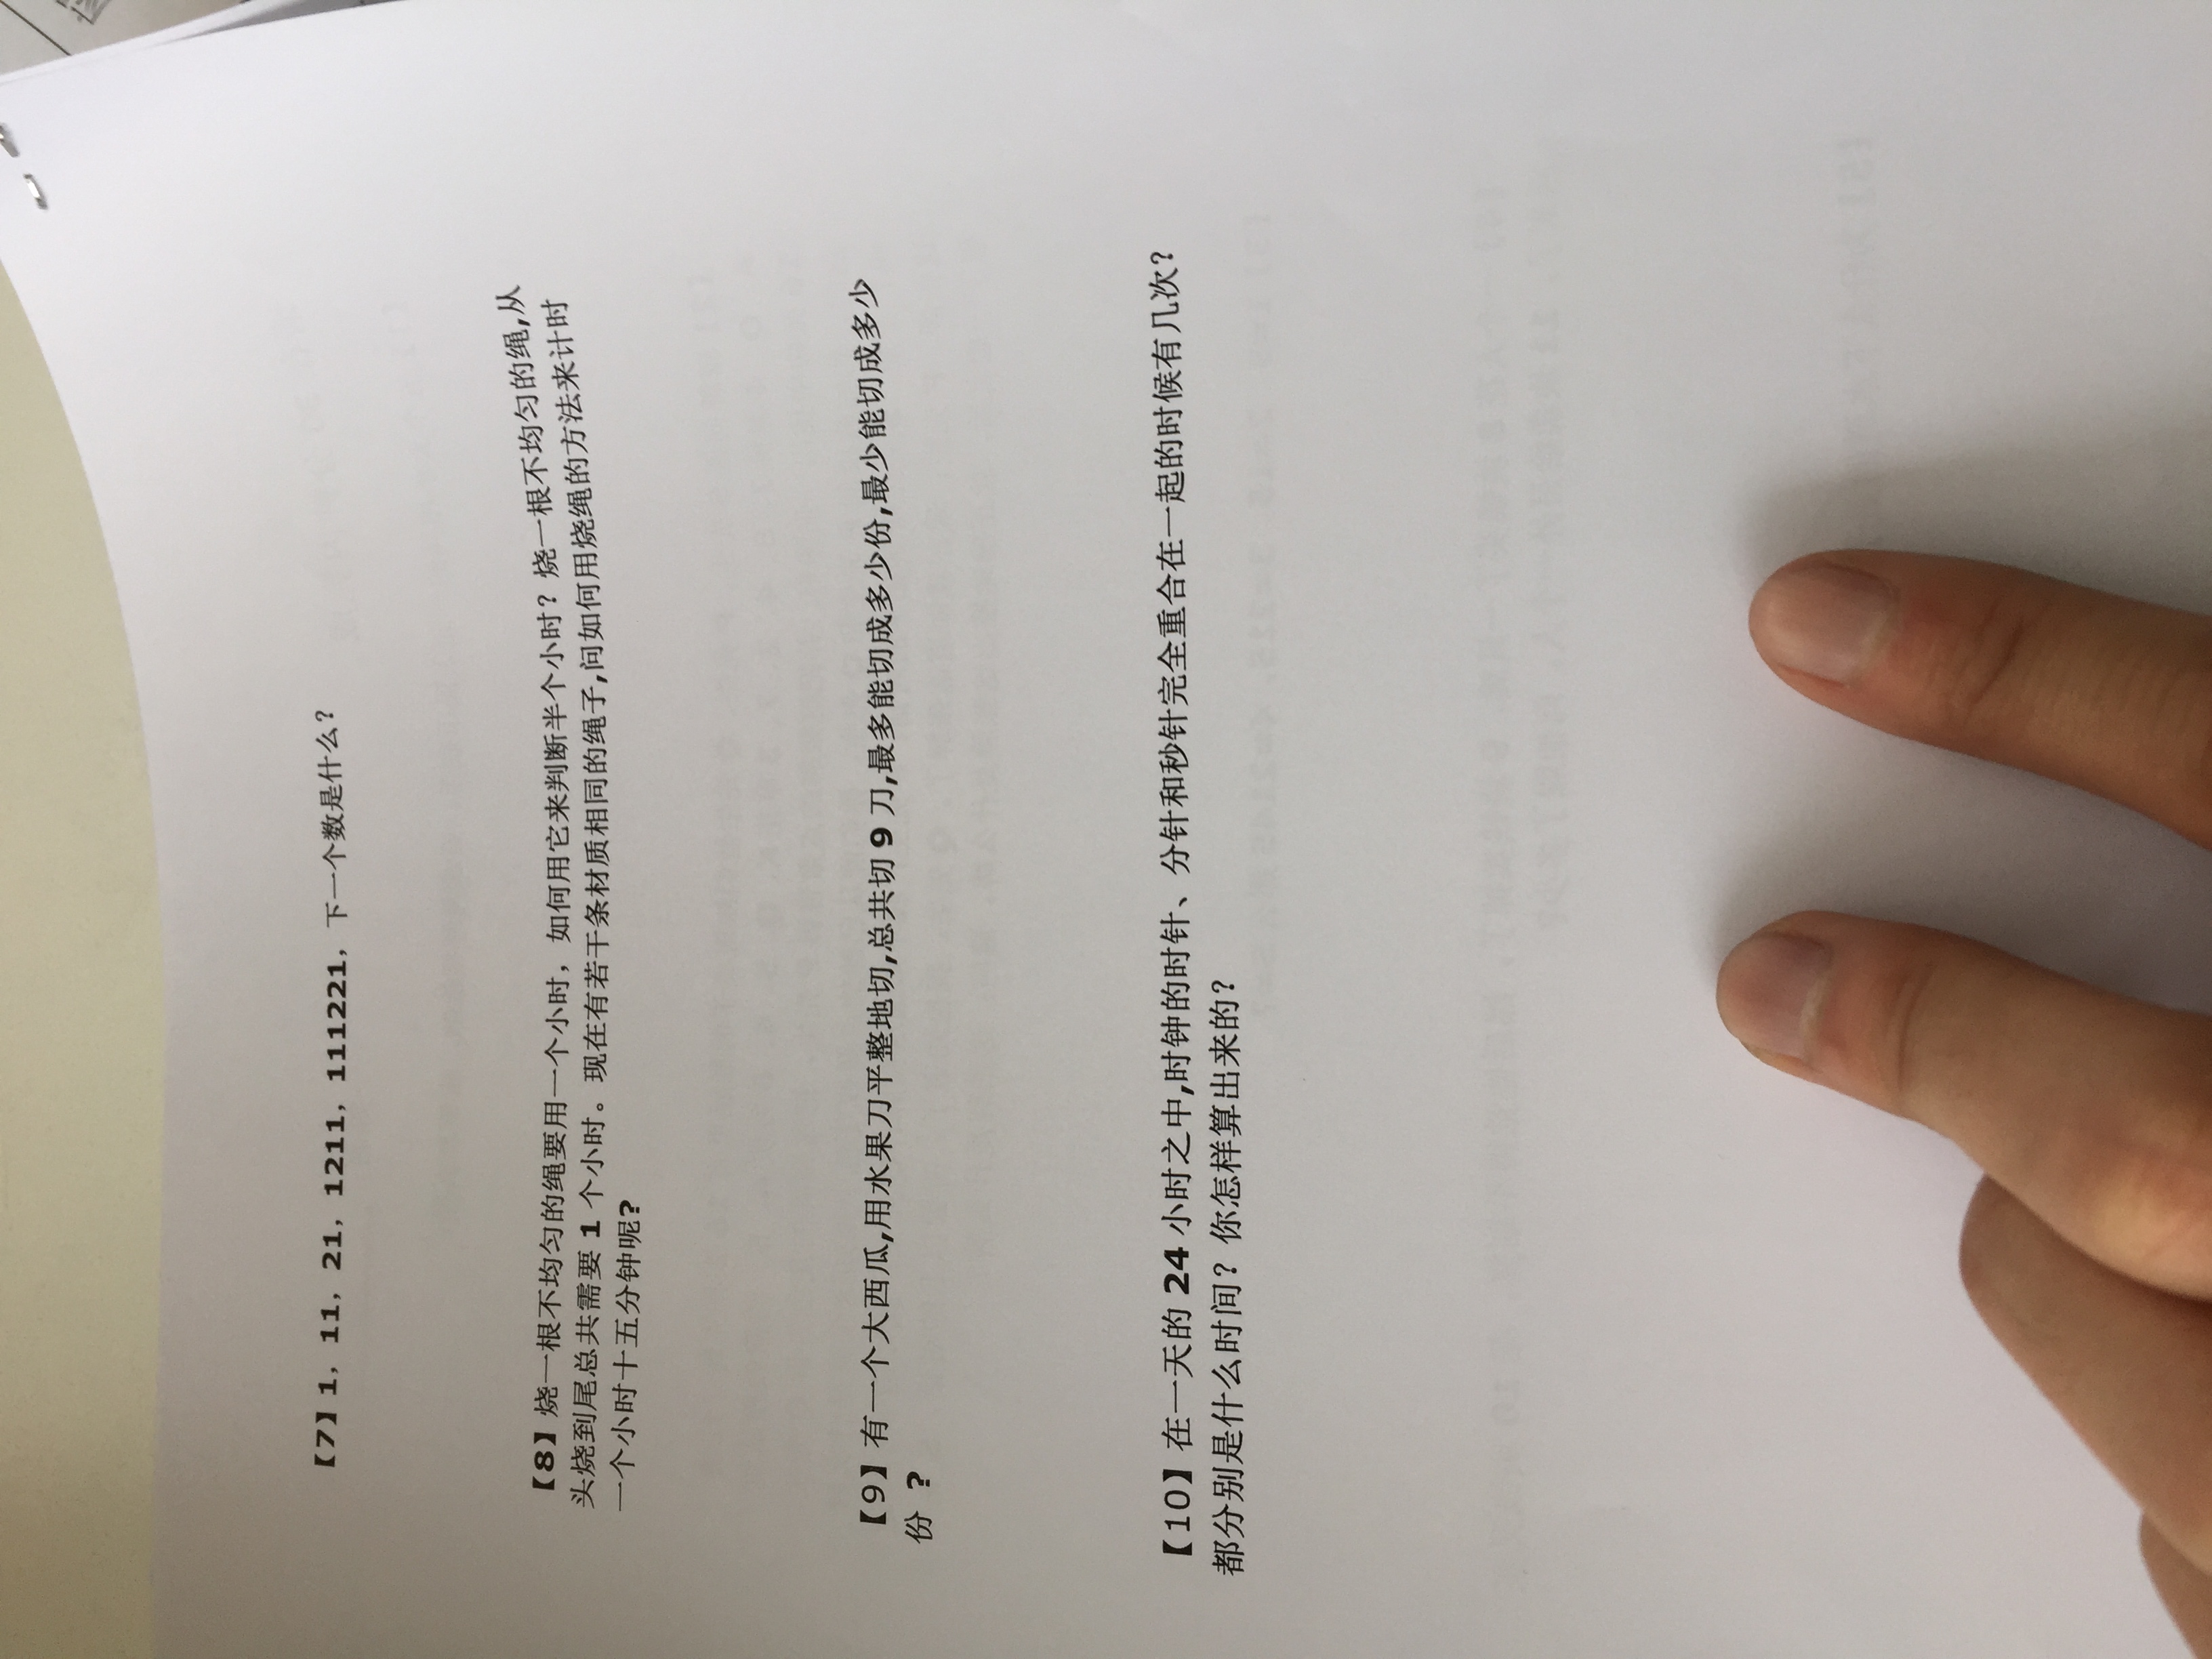 【7】1，11，21，1211，111221，下一个数是什么？
【8】烧一根不均匀的绳要用一个小时，如何用它来判断半个小时？烧一根不均匀的绳,从
头烧到尾总共需要 1 个小时。现在有若干条材质相同的绳子,问如何用烧绳的方法来计时
一个小时十五分钟呢?
【9】有一个大西瓜,用水果刀平整地切,总共切 9 刀,最多能切成多少份,最少能切成多少
份 ?
【10】在一天的 24 小时之中,时钟的时针、分针和秒针完全重合在一起的时候有几次？
都分别是什么时间？你怎样算出来的？